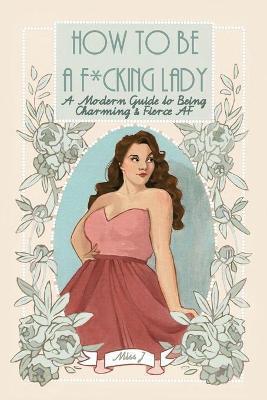 HOW TO BE
A F*CKING LADY
A Modern Guide to Being
Charming & Fierce AF
Miss J